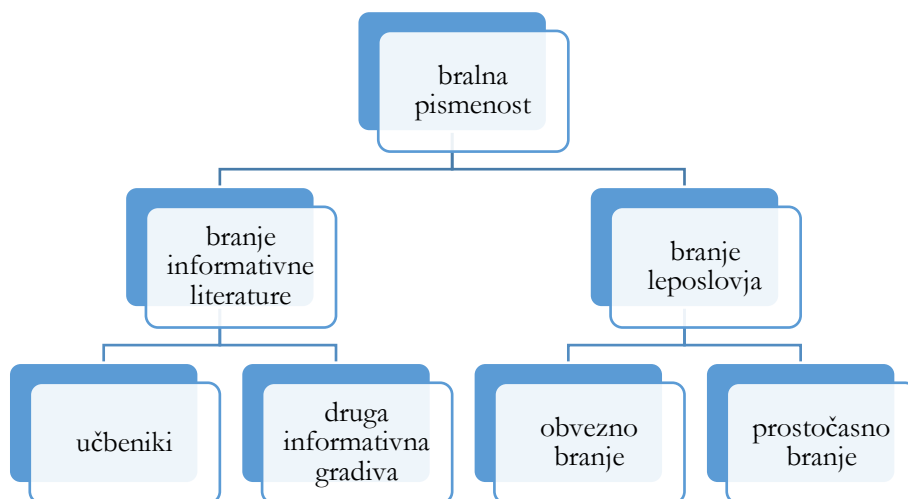 bralna
pismenost
branje
informativne
literature
branje
leposlovja
učbeniki
druga
informativna
gradiva
obvezno
branje
prostočasno
branje